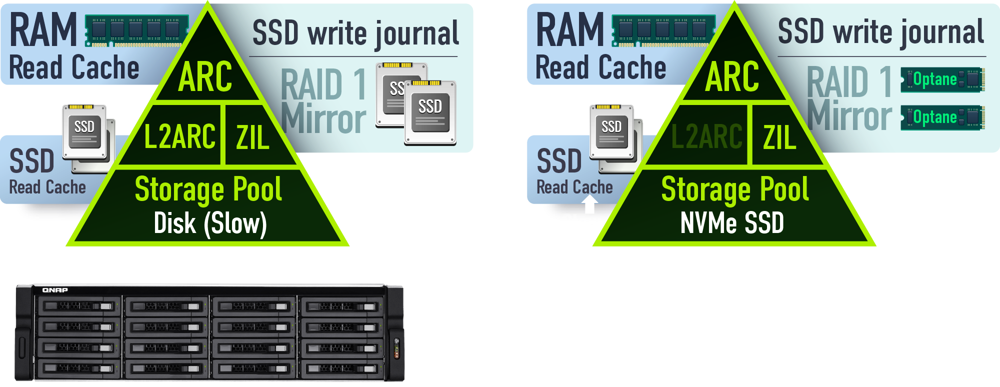 RAM
Read Cache
ARC
SSD write journal
RAID 1
Mirror
SSD
SSD
SSD
L2ARC
ZIL
SSD
Read Cache
Storage Pool
Disk (Slow)
RAM
Read Cache
ARC
SSD write journal
RAID 1
Mirror
Optane
Optane
SSD
L2ARC
ZIL
SSD
Read Cache
Storage Pool
NVMe SSD
QNAP